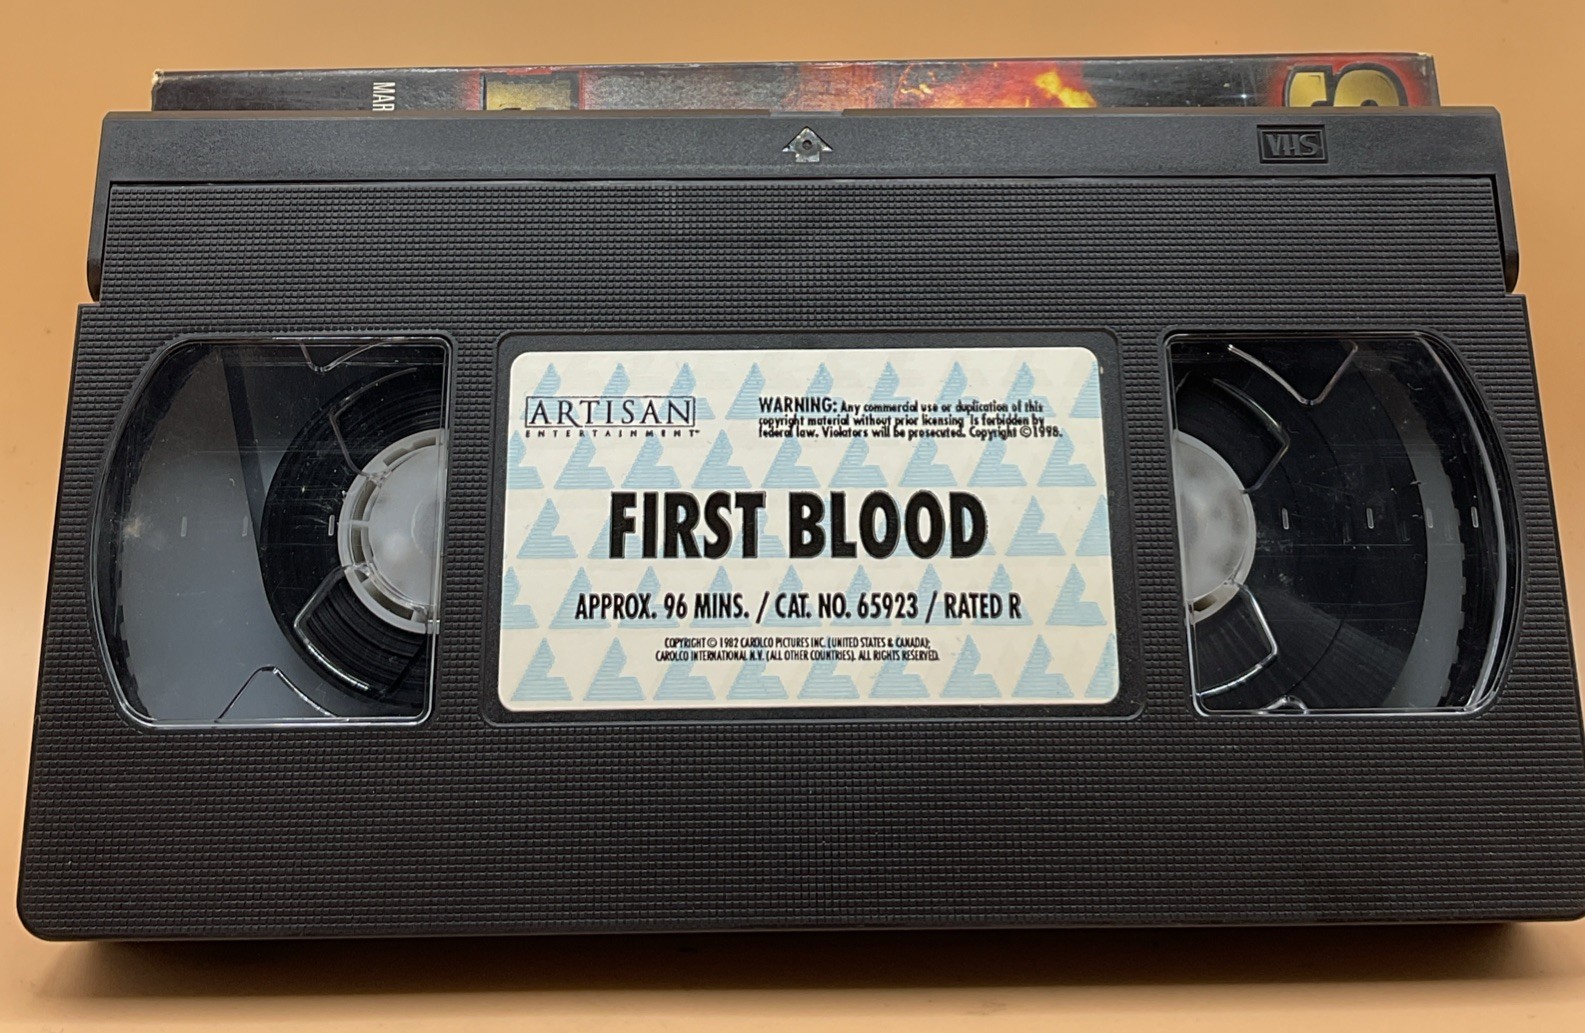 MAR
VHS
ARTISAN
ENTERTAINMENT™
WARNING: Any commercial use or duplication of this
copyright material without prior licensing is forbidden by
federal law. Violators will be prosecuted. Copyright ©1998.
FIRST BLOOD
APPROX. 96 MINS. / CAT. NO. 65923 / RATED R
COPYRIGHT © 1982 CAROLCO PICTURES INC. (UNITED STATES & CANADA);
CAROLCO INTERNATIONAL N.V. (ALL OTHER COUNTRIES). ALL RIGHTS RESERVED.